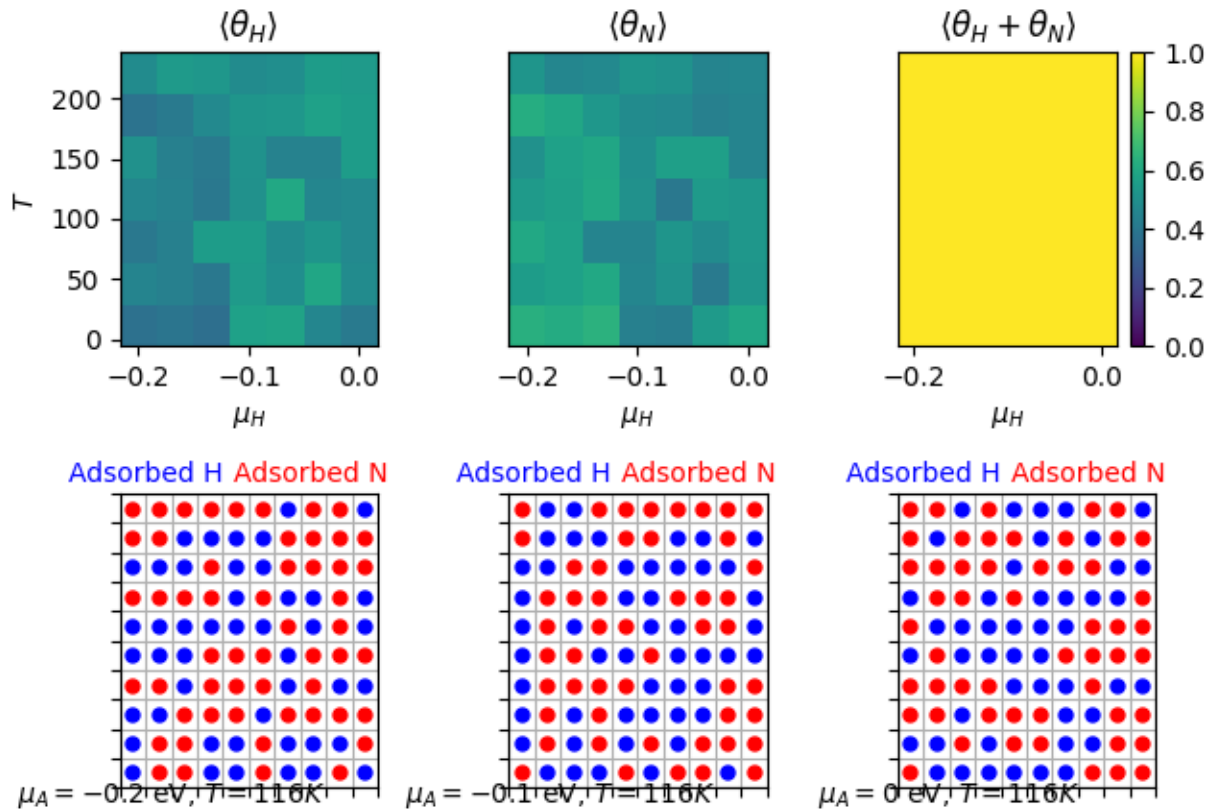 ⟨θ_H⟩ ⟨θ_N⟩ ⟨θ_H + θ_N⟩
T
200
150
100
50
0
−0.2 −0.1 0.0
μ_H
−0.2 −0.1 0.0
μ_H
−0.2 0.0
μ_H
1.0
0.8
0.6
0.4
0.2
0.0
Adsorbed H Adsorbed N
Adsorbed H Adsorbed N
Adsorbed H Adsorbed N
μ_A = −0.2 eV, T = 116K
μ_A = −0.1 eV, T = 116K
μ_A = 0 eV, T = 116K